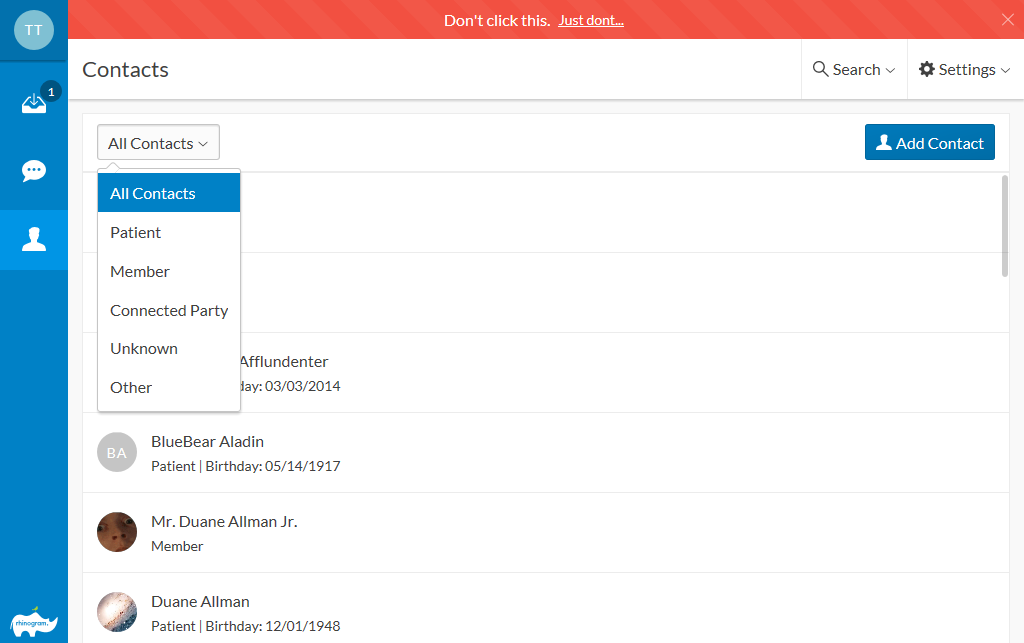 TT
Don't click this. Just dont...
1
Contacts
Search
Settings
All Contacts
Add Contact
All Contacts
Patient
Member
Connected Party
Unknown
Other
Afflundenter
day: 03/03/2014
BA
BlueBear Aladin
Patient | Birthday: 05/14/1917
Mr. Duane Allman Jr.
Member
Duane Allman
Patient | Birthday: 12/01/1948
rhinogram